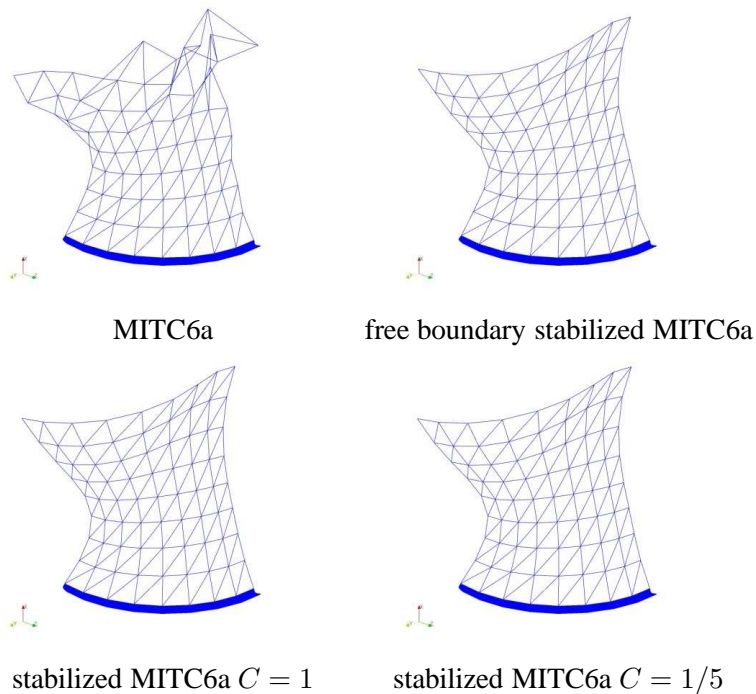 MITC6a
free boundary stabilized MITC6a
stabilized MITC6a C = 1
stabilized MITC6a C = 1/5